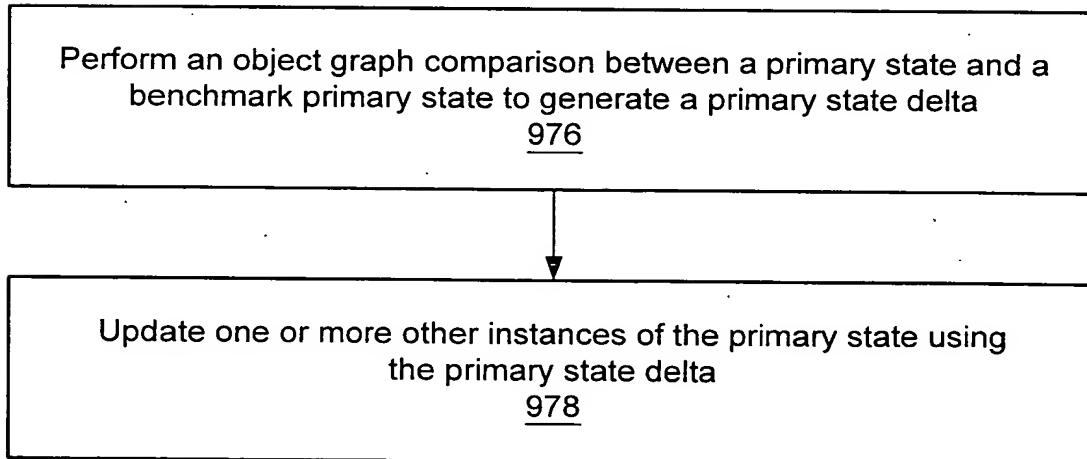 Perform an object graph comparison between a primary state and a
benchmark primary state to generate a primary state delta
976
Update one or more other instances of the primary state using
the primary state delta
978